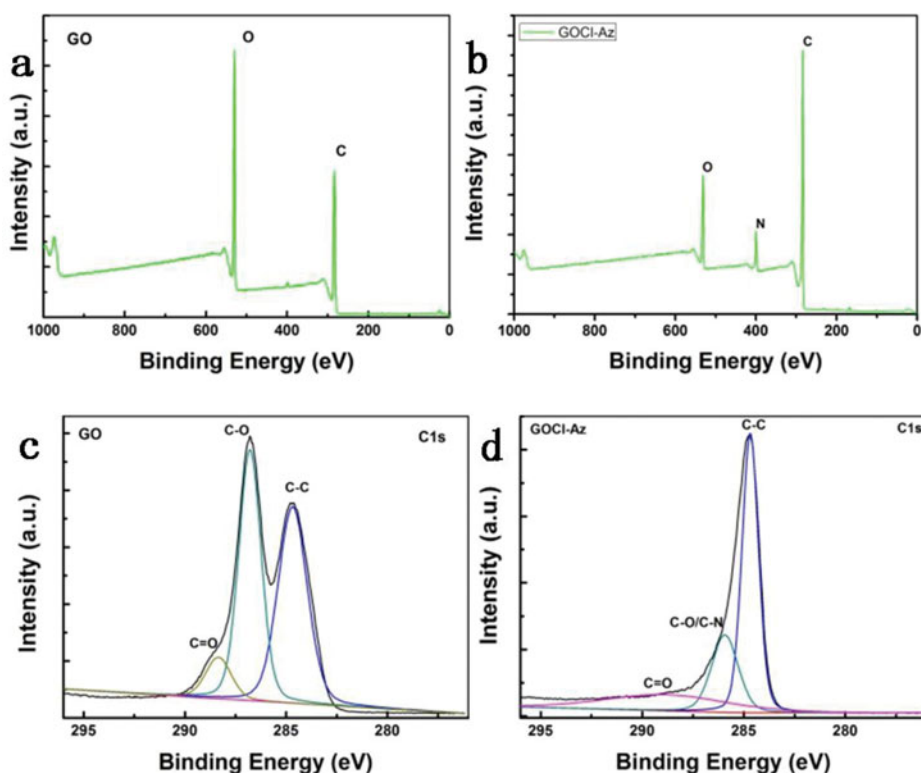 a
GO
O
C
Intensity (a.u.)
1000 800 600 400 200 0
Binding Energy (eV)
b
GOCl-Az
C
O
N
Intensity (a.u.)
1000 800 600 400 200 0
Binding Energy (eV)
c
GO
C-O
C1s
C-C
C=O
Intensity (a.u.)
295 290 285 280
Binding Energy (eV)
d
GOCl-Az
C-C
C1s
C-O/C-N
C=O
Intensity (a.u.)
295 290 285 280
Binding Energy (eV)